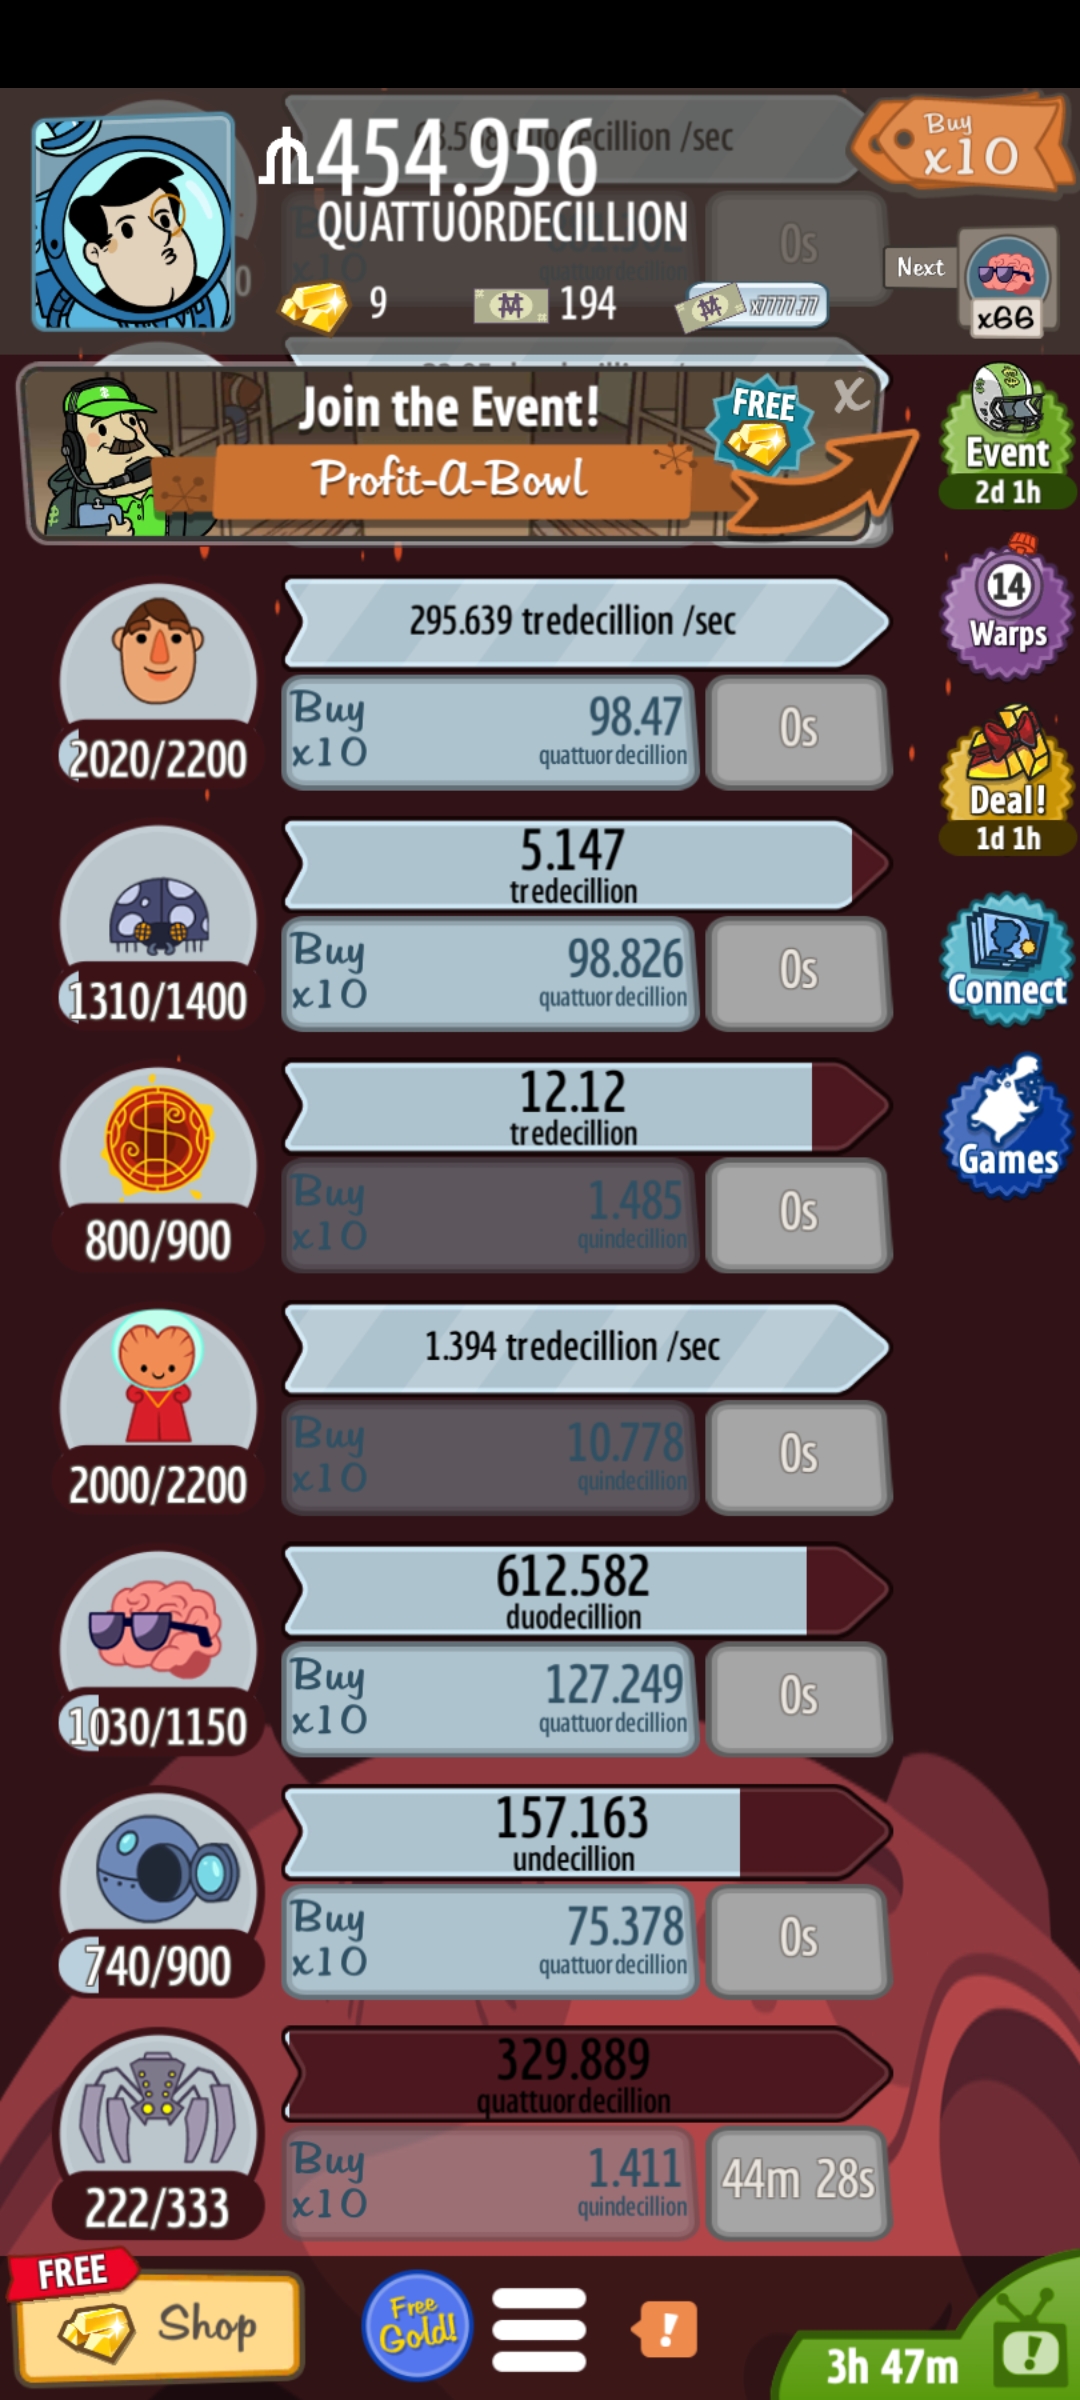 454.956
QUATTUORDECILLION
Buy
x10
9
194
x7777.77
Next
x66
duodecillion /sec
0s
Join the Event!
FREE
X
Profit-A-Bowl
Event
2d 1h
295.639 tredecillion /sec
14
Warps
Buy
x10
98.47
quattuordecillion
0s
2020/2200
Deal!
1d 1h
5.147
tredecillion
Buy
x10
98.826
quattuordecillion
0s
1310/1400
Connect
12.12
tredecillion
Games
Buy
x10
1.485
quindecillion
0s
800/900
1.394 tredecillion /sec
Buy
x10
10.778
quindecillion
0s
2000/2200
612.582
duodecillion
Buy
x10
127.249
quattuordecillion
0s
1030/1150
157.163
undecillion
Buy
x10
75.378
quattuordecillion
0s
740/900
329.889
quattuordecillion
Buy
x10
1.411
quindecillion
44m 28s
222/333
FREE
Shop
Free
Gold!
!
3h 47m
!